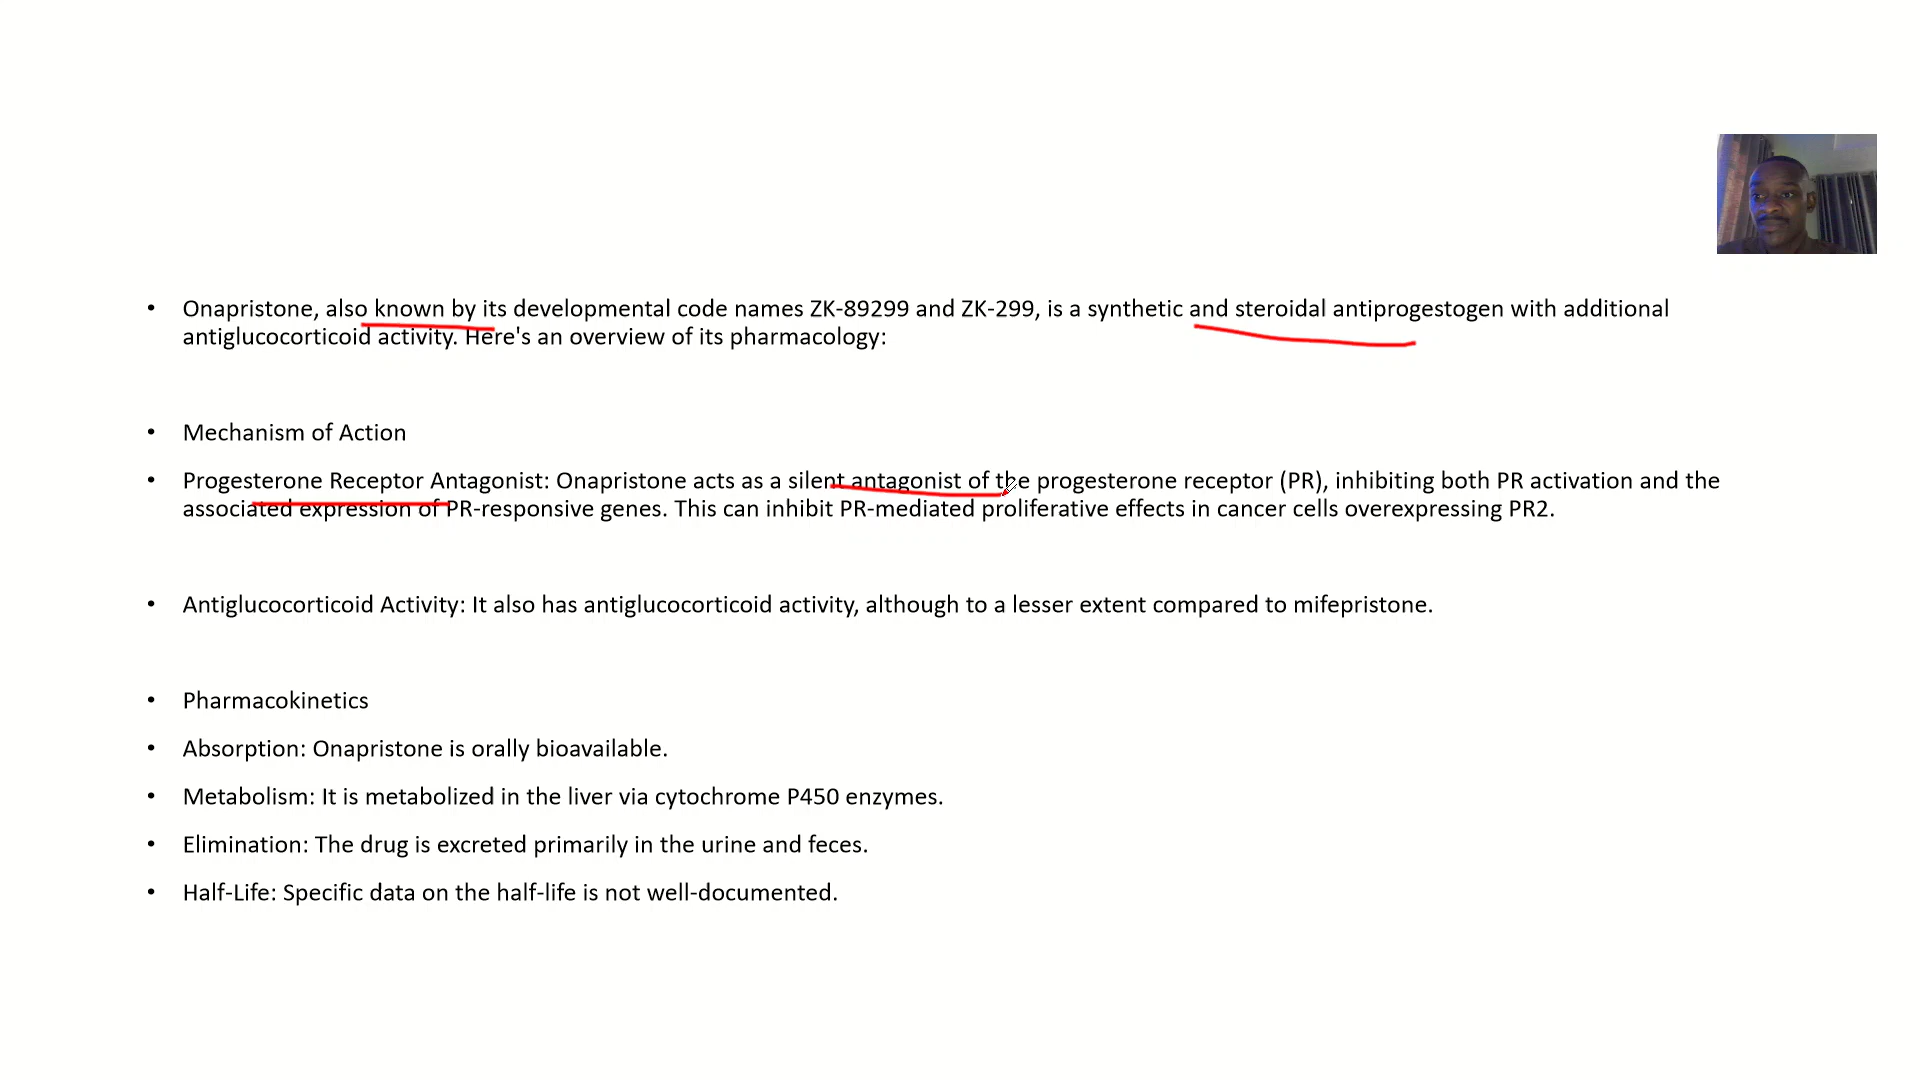 • Onapristone, also known by its developmental code names ZK-89299 and ZK-299, is a synthetic and steroidal antiprogestogen with additional
antiglucocorticoid activity. Here's an overview of its pharmacology:
• Mechanism of Action
• Progesterone Receptor Antagonist: Onapristone acts as a silent antagonist of the progesterone receptor (PR), inhibiting both PR activation and the
associated expression of PR-responsive genes. This can inhibit PR-mediated proliferative effects in cancer cells overexpressing PR2.
• Antiglucocorticoid Activity: It also has antiglucocorticoid activity, although to a lesser extent compared to mifepristone.
• Pharmacokinetics
• Absorption: Onapristone is orally bioavailable.
• Metabolism: It is metabolized in the liver via cytochrome P450 enzymes.
• Elimination: The drug is excreted primarily in the urine and feces.
• Half-Life: Specific data on the half-life is not well-documented.